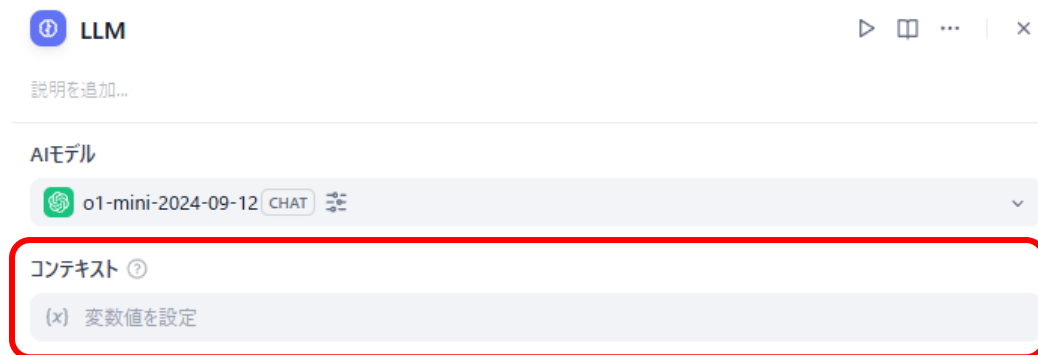 LLM
説明を追加...
AIモデル
o1-mini-2024-09-12 CHAT
コンテキスト ?
{x} 変数値を設定